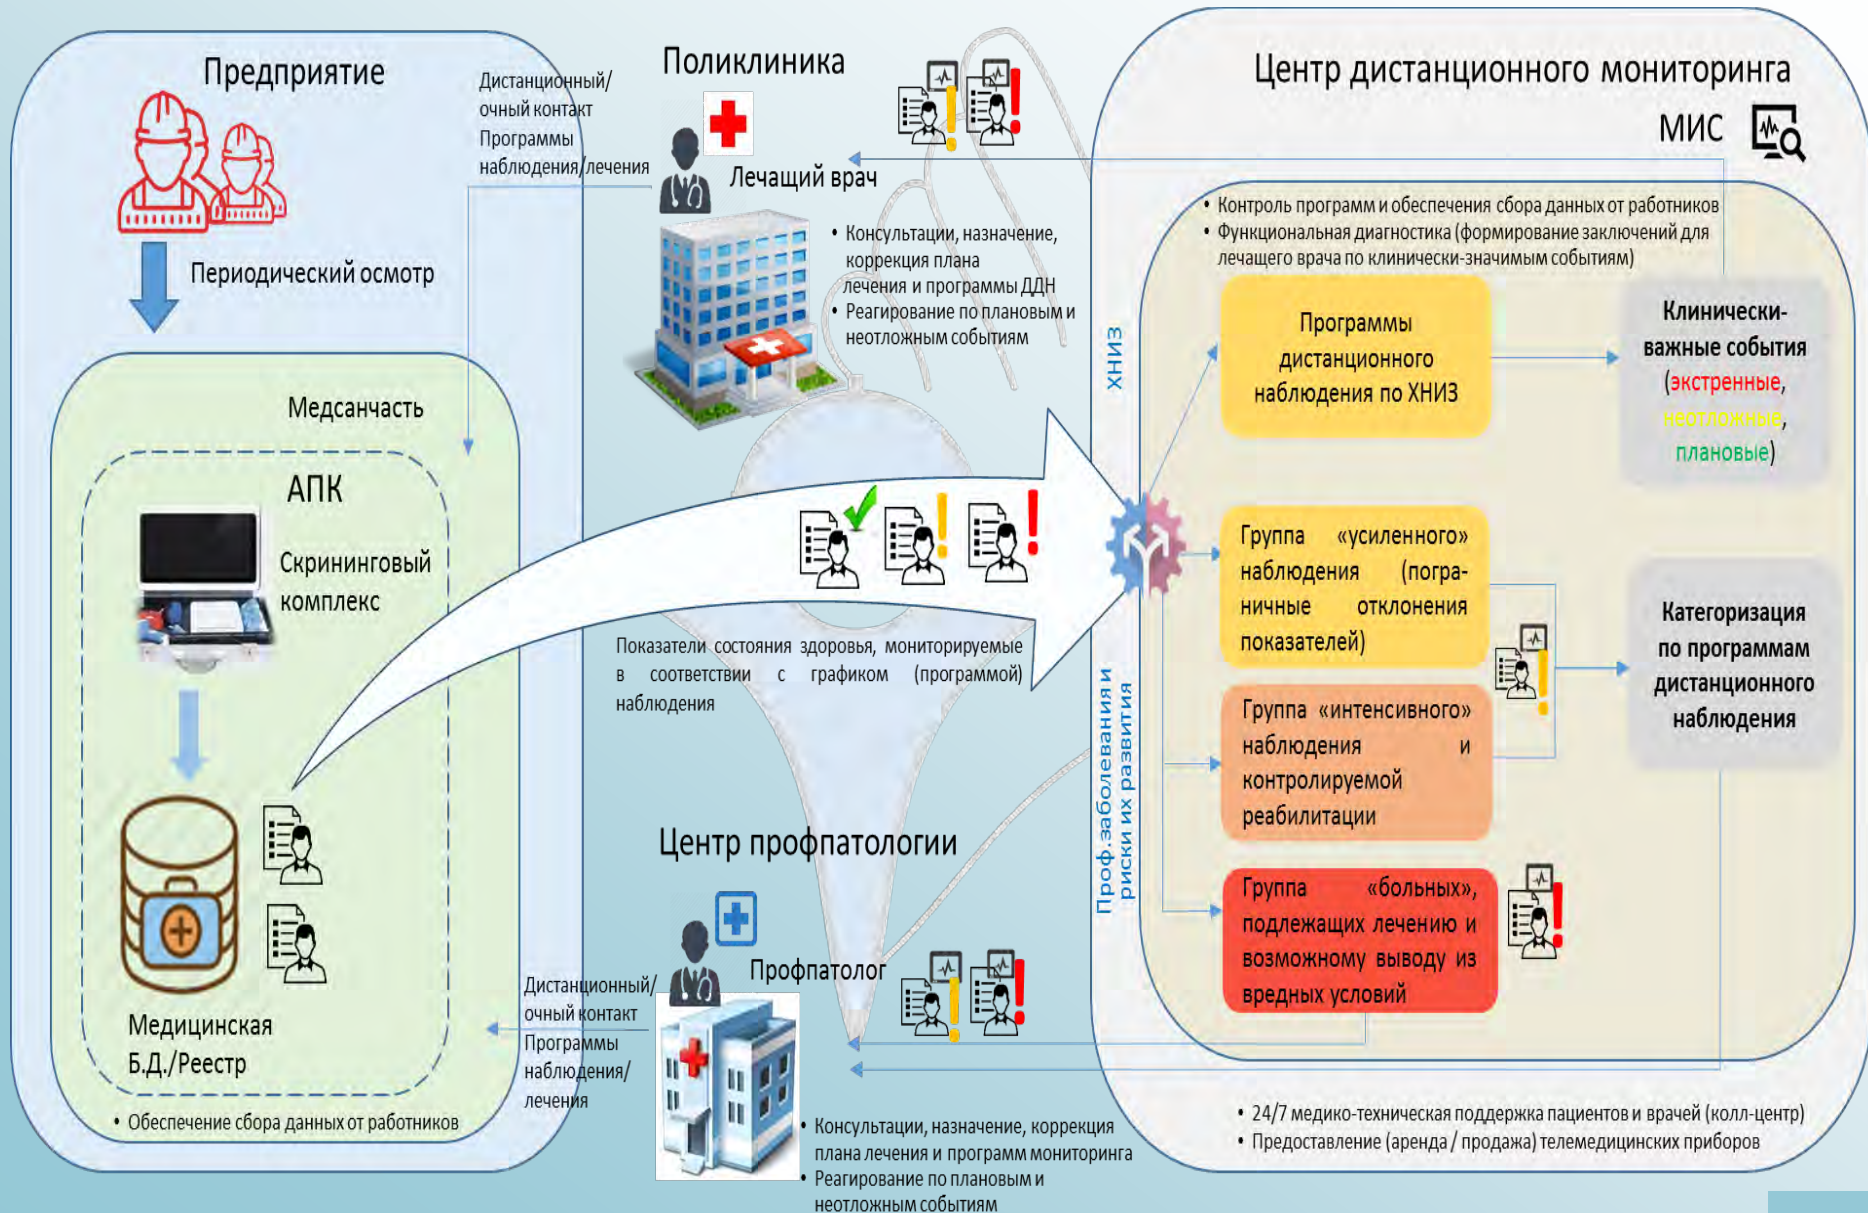 Предприятие
Периодический осмотр
Медсанчасть
АПК
Скрининговый
комплекс
Медицинская
Б.Д./Реестр
• Обеспечение сбора данных от работников
Дистанционный/
очный контакт
Программы
наблюдения/лечения
Поликлиника
Лечащий врач
• Консультации, назначение,
коррекция плана
лечения и программы ДДН
• Реагирование по плановым и
неотложным событиям
Показатели состояния здоровья, мониторируемые
в соответствии с графиком (программой)
наблюдения
Центр профпатологии
Профпатолог
Дистанционный/
очный контакт
Программы
наблюдения/
лечения
• Консультации, назначение, коррекция
плана лечения и программ мониторинга
• Реагирование по плановым и
неотложным событиям
Центр дистанционного мониторинга
МИС
• Контроль программ и обеспечения сбора данных от работников
• Функциональная диагностика (формирование заключений для
лечащего врача по клинически-значимым событиям)
ХНИЗ
Программы
дистанционного
наблюдения по ХНИЗ
Клинически-
важные события
(экстренные,
неотложные,
плановые)
Проф.заболевания и
риски их развития
Группа «усиленного»
наблюдения (погра-
ничные отклонения
показателей)
Группа «интенсивного»
наблюдения и
контролируемой
реабилитации
Группа «больных»,
подлежащих лечению и
возможному выводу из
вредных условий
Категоризация
по программам
дистанционного
наблюдения
• 24/7 медико-техническая поддержка пациентов и врачей (колл-центр)
• Предоставление (аренда / продажа) телемедицинских приборов